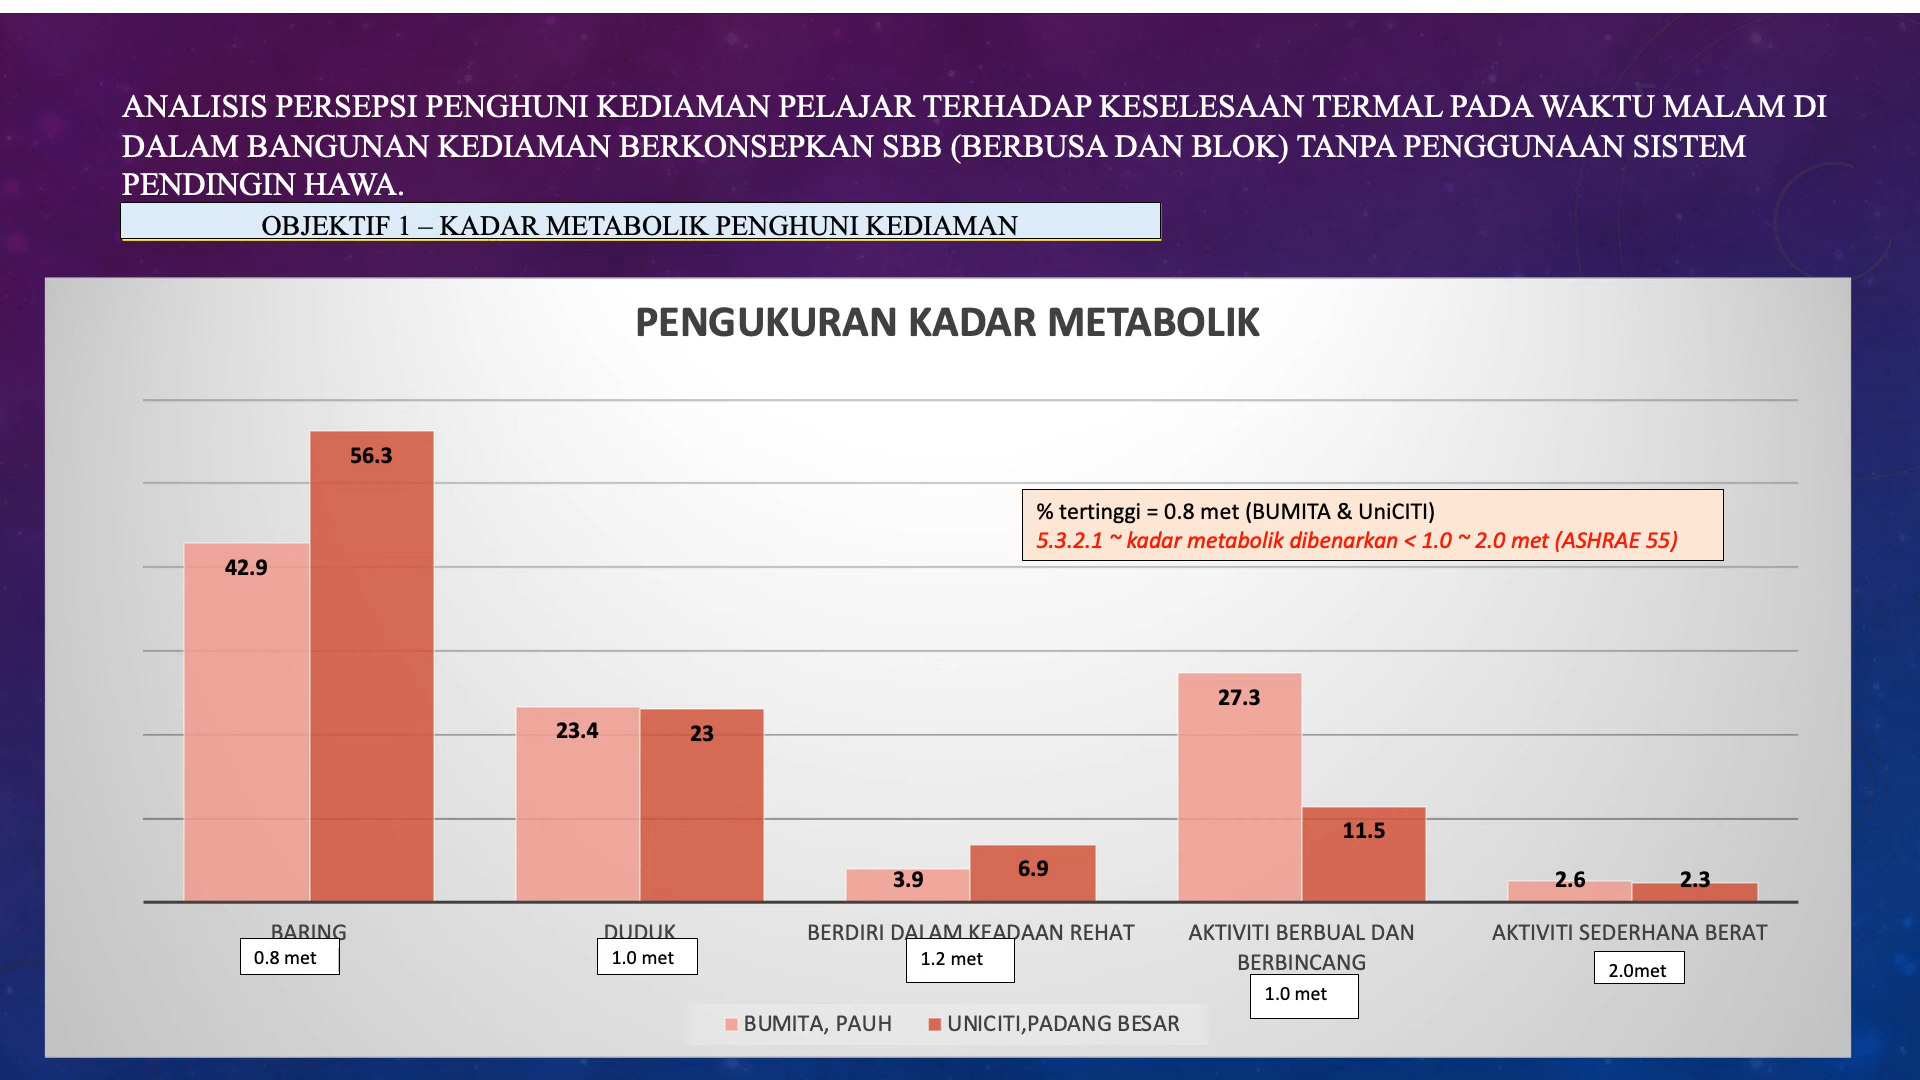 ANALISIS PERSEPSI PENGHUNI KEDIAMAN PELAJAR TERHADAP KESELESAAN TERMAL PADA WAKTU MALAM DI
DALAM BANGUNAN KEDIAMAN BERKONSEPKAN SBB (BERBUSA DAN BLOK) TANPA PENGGUNAAN SISTEM
PENDINGIN HAWA.
OBJEKTIF 1 – KADAR METABOLIK PENGHUNI KEDIAMAN
PENGUKURAN KADAR METABOLIK
56.3
% tertinggi = 0.8 met (BUMITA & UniCITI)
5.3.2.1 ~ kadar metabolik dibenarkan < 1.0 ~ 2.0 met (ASHRAE 55)
42.9
27.3
23.4
23
11.5
3.9
6.9
2.6
2.3
BARING
DUDUK
BERDIRI DALAM KEADAAN REHAT
AKTIVITI BERBUAL DAN
BERBINCANG
AKTIVITI SEDERHANA BERAT
0.8 met
1.0 met
1.2 met
1.0 met
2.0met
BUMITA, PAUH
UNICITI,PADANG BESAR